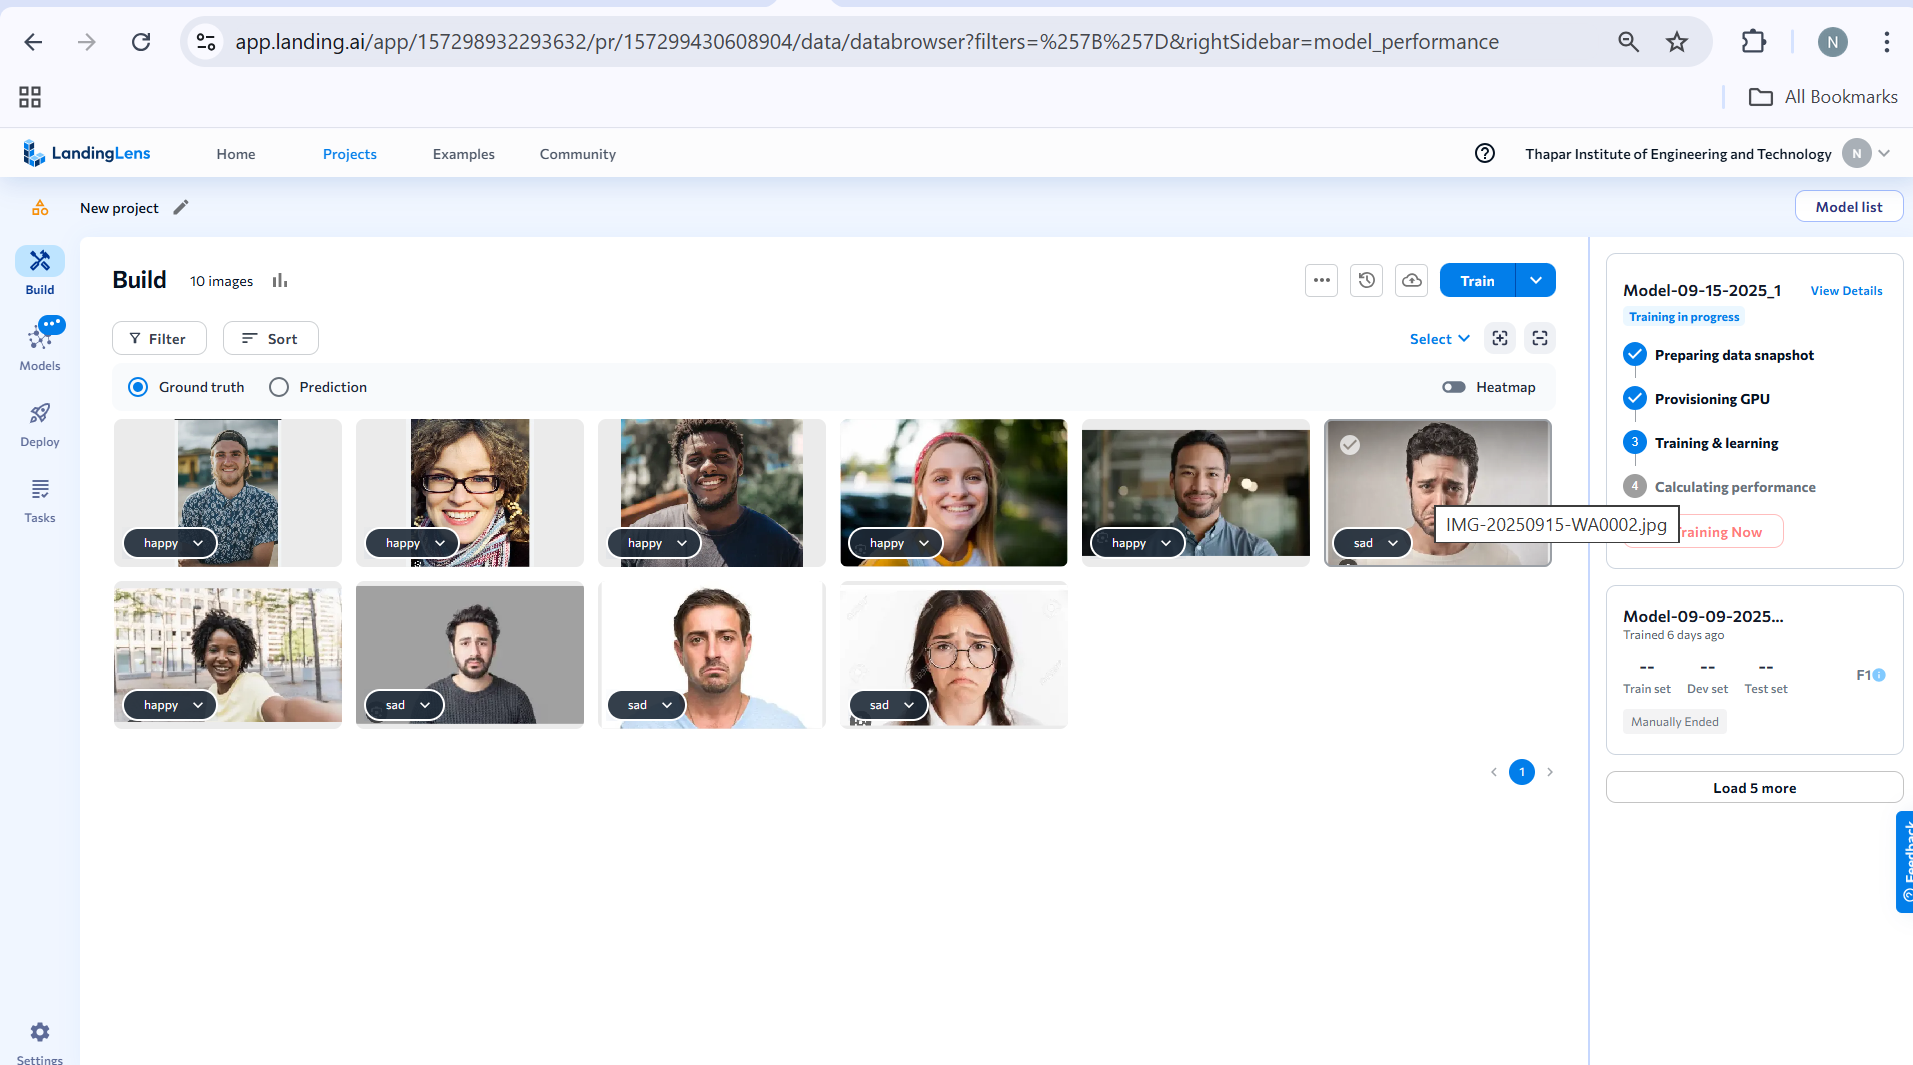 app.landing.ai/app/157298932293632/pr/157299430608904/data/databrowser?filters=%257B%257D&rightSidebar=model_performance
N
All Bookmarks
LandingLens
Home
Projects
Examples
Community
Thapar Institute of Engineering and Technology
N
New project
Model list
Build
Models
Deploy
Tasks
Settings
Build
10 images
Train
Filter
Sort
Select
Ground truth
Prediction
Heatmap
happy
happy
happy
happy
happy
sad
IMG-20250915-WA0002.jpg
happy
sad
sad
sad
1
Model-09-15-2025_1
View Details
Training in progress
Preparing data snapshot
Provisioning GPU
3
Training & learning
4
Calculating performance
Training Now
Model-09-09-2025...
Trained 6 days ago
-- -- --
Train set
Dev set
Test set
F1
Manually Ended
Load 5 more
Feedback